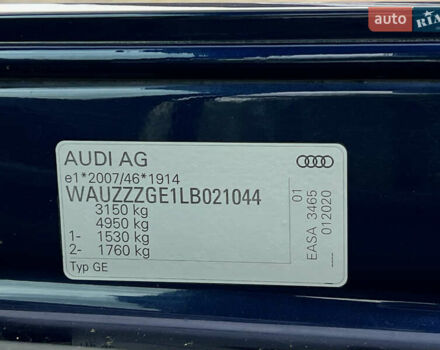 auto
RIA
AUDI AG
e1*2007/46*1914
WAUZZZGE1LB021044
3150 kg
4950 kg
1- 1530 kg
2- 1760 kg
Typ GE
01
EASA 3465
012020